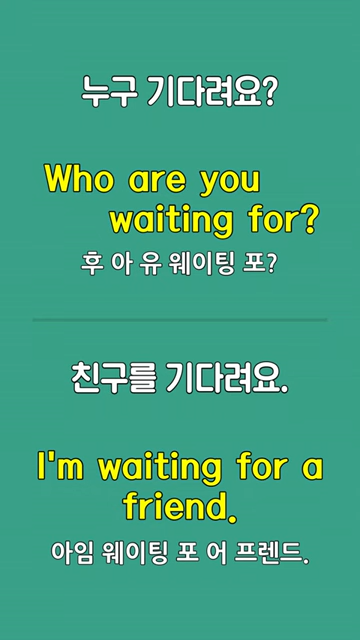 누구 기다려요?
Who are you
waiting for?
후 아 유 웨이팅 포?
친구를 기다려요.
I'm waiting for a
friend.
아임 웨이팅 포 어 프렌드.